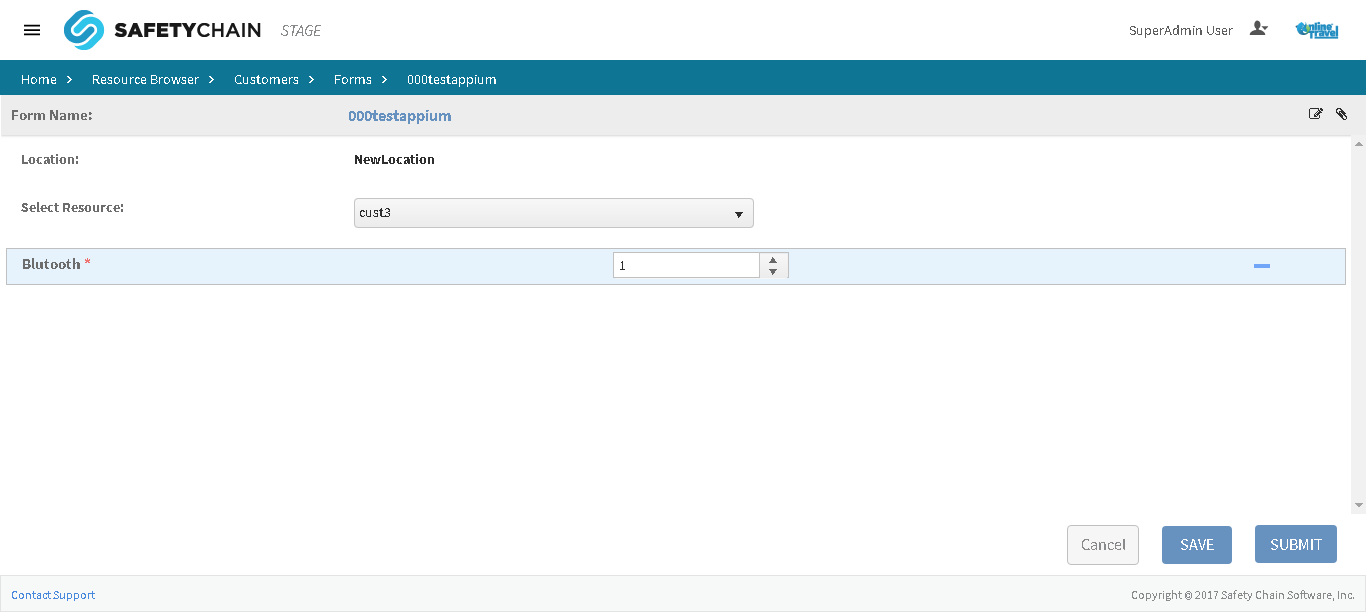 SAFETYCHAIN STAGE
SuperAdmin User
Online Travel
Home > Resource Browser > Customers > Forms > 000testappium
Form Name: 000testappium
Location: NewLocation
Select Resource: cust3
Blutooth * 1
Cancel SAVE SUBMIT
Contact Support Copyright © 2017 Safety Chain Software, Inc.